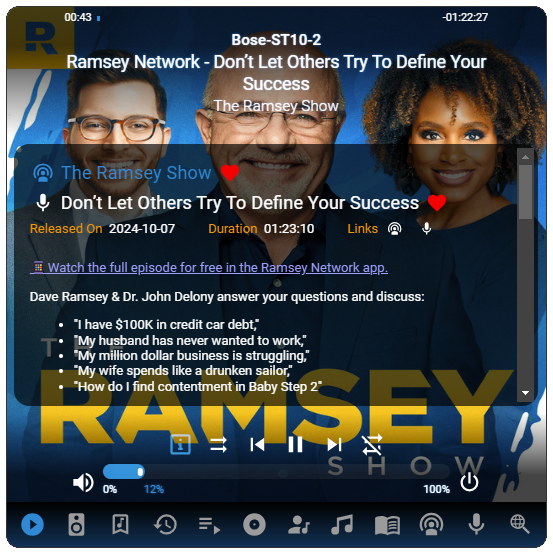 00:43
-01:22:27
R
Bose-ST10-2
Ramsey Network - Don't Let Others Try To Define Your
Success
The Ramsey Show
The Ramsey Show
Don't Let Others Try To Define Your Success
Released On 2024-10-07 Duration 01:23:10 Links
Watch the full episode for free in the Ramsey Network app.
Dave Ramsey & Dr. John Delony answer your questions and discuss:
• "I have $100K in credit car debt,"
• "My husband has never wanted to work,"
• "My million dollar business is struggling,"
• "My wife spends like a drunken sailor,"
• "How do I find contentment in Baby Step 2"
THE
RAMSEY
SHOW
0% 12% 100%